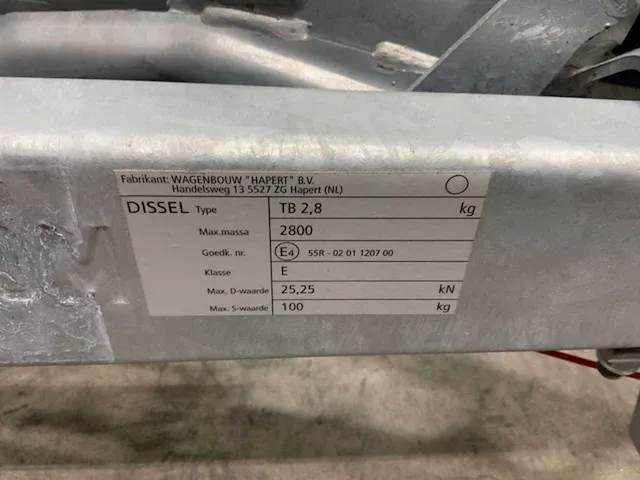 Fabrikant: WAGENBOUW "HAPERT" B.V.
Handelsweg 13 5527 ZG Hapert (NL)
DISSEL Type TB 2,8 kg
Max.massa 2800
Goedk. nr. E4 55R - 02 01 1207 00
Klasse E
Max. D-waarde 25,25 kN
Max. S-waarde 100 kg